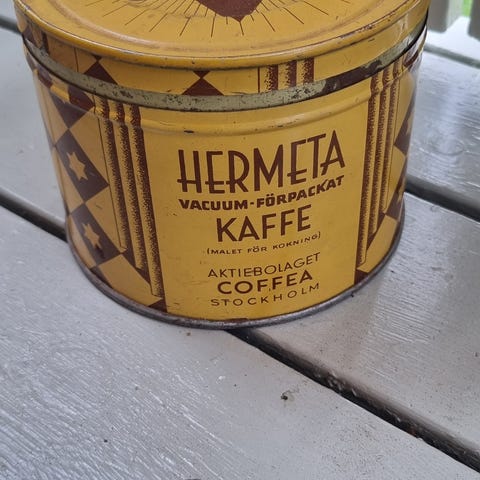 HERMETA
VACUUM-FÖRPACKAT
KAFFE
(MALET FÖR KOKNING)
AKTIEBOLAGET
COFFEA
STOCKHOLM